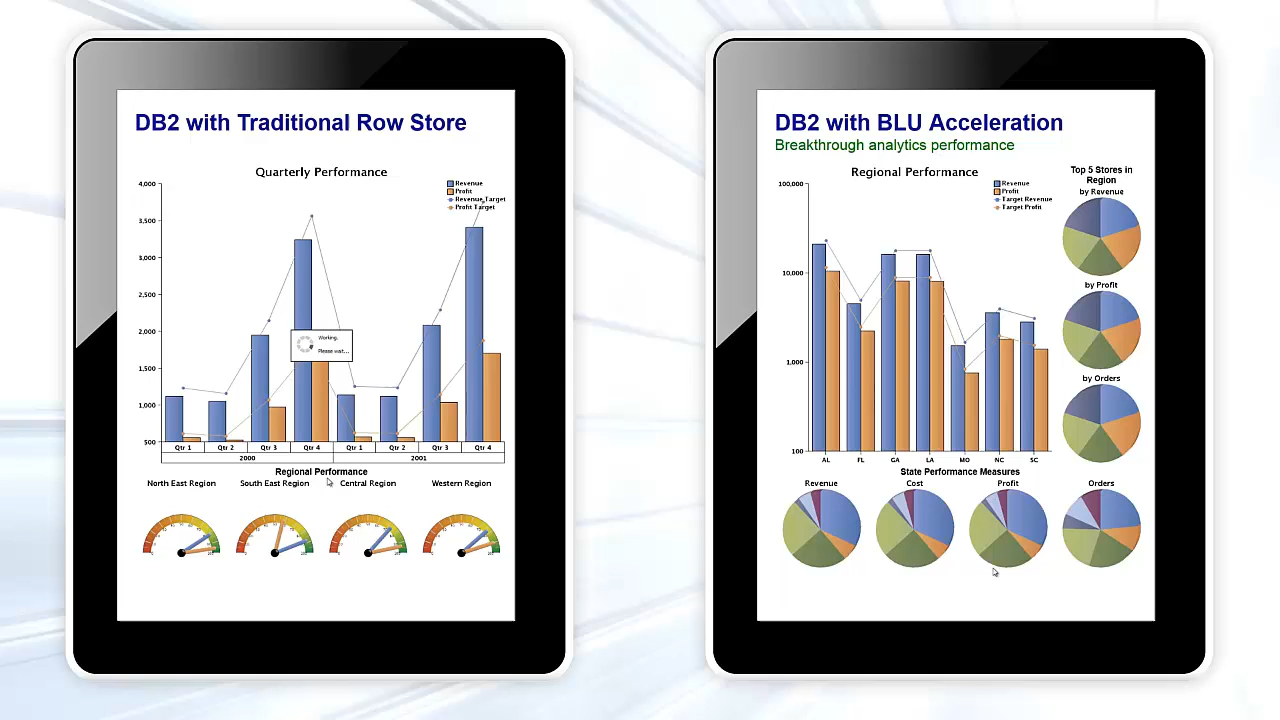 DB2 with Traditional Row Store
Quarterly Performance
4,000
3,500
3,000
2,500
2,000
1,500
1,000
500
Revenue
Profit
Revenue Target
Profit Target
Working.
Please wait...
Qtr 1 Qtr 2 Qtr 3 Qtr 4 Qtr 1 Qtr 2 Qtr 3 Qtr 4
2000 2001
Regional Performance
North East Region South East Region Central Region Western Region
DB2 with BLU Acceleration
Breakthrough analytics performance
Regional Performance
100,000
10,000
1,000
100
Revenue
Profit
Target Revenue
Target Profit
AL FL GA LA MO NC SC
Top 5 Stores in
Region
by Revenue
by Profit
by Orders
State Performance Measures
Revenue Cost Profit Orders